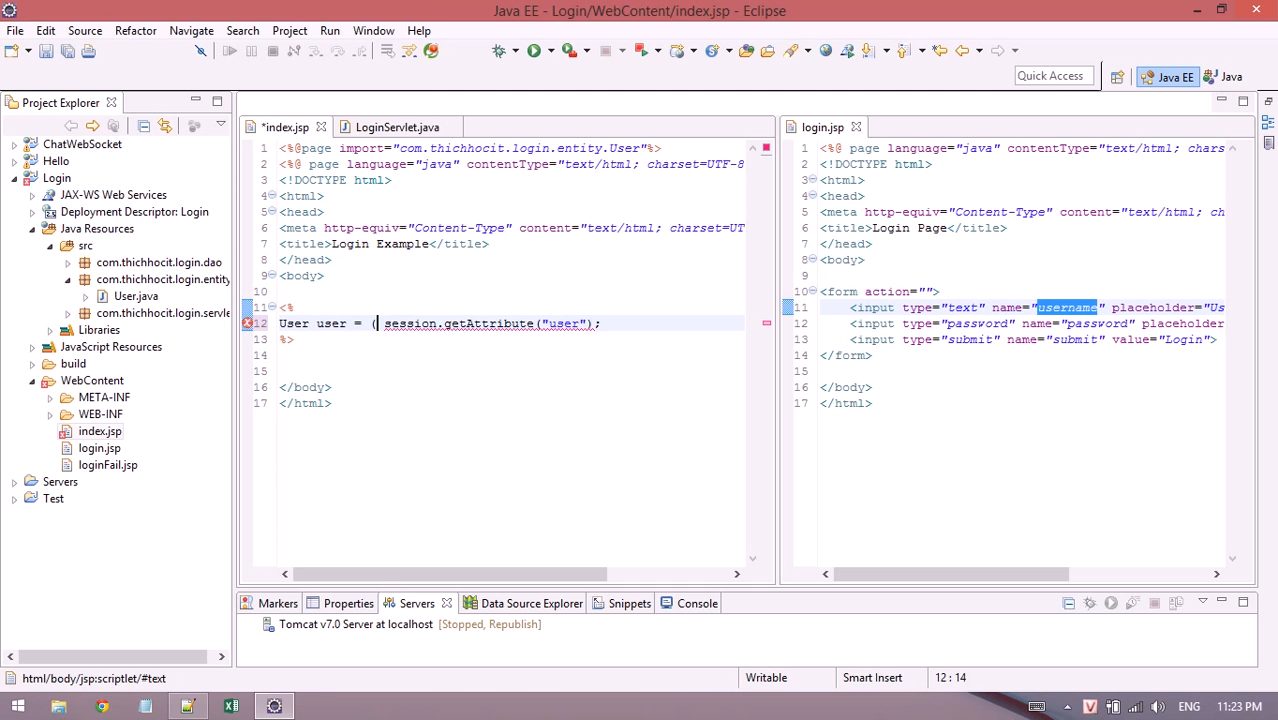 Java EE - Login/WebContent/index.jsp - Eclipse
File Edit Source Refactor Navigate Search Project Run Window Help
Quick Access
Java EE
Java
Project Explorer
ChatWebSocket
Hello
Login
JAX-WS Web Services
Deployment Descriptor: Login
Java Resources
src
com.thichhocit.login.dao
com.thichhocit.login.entity
User.java
com.thichhocit.login.servle
Libraries
JavaScript Resources
build
WebContent
META-INF
WEB-INF
index.jsp
login.jsp
loginFail.jsp
Servers
Test
*index.jsp
LoginServlet.java
1 <%@page import="com.thichhocit.login.entity.User"%>
2 <%@ page language="java" contentType="text/html; charset=UTF-8
3 <!DOCTYPE html>
4 <html>
5 <head>
6 <meta http-equiv="Content-Type" content="text/html; charset=UT
7 <title>Login Example</title>
8 </head>
9 <body>
10
11 <%
12 User user = ( session.getAttribute("user");
13 %>
14
15
16 </body>
17 </html>
login.jsp
1 <%@ page language="java" contentType="text/html; chars
2 <!DOCTYPE html>
3 <html>
4 <head>
5 <meta http-equiv="Content-Type" content="text/html; ch
6 <title>Login Page</title>
7 </head>
8 <body>
9
10 <form action="">
11 <input type="text" name="username" placeholder="Us
12 <input type="password" name="password" placeholder
13 <input type="submit" name="submit" value="Login">
14 </form>
15
16 </body>
17 </html>
Markers Properties Servers Data Source Explorer Snippets Console
Tomcat v7.0 Server at localhost [Stopped, Republish]
html/body/jsp:scriptlet/#text
Writable
Smart Insert
12 : 14
ENG
11:23 PM